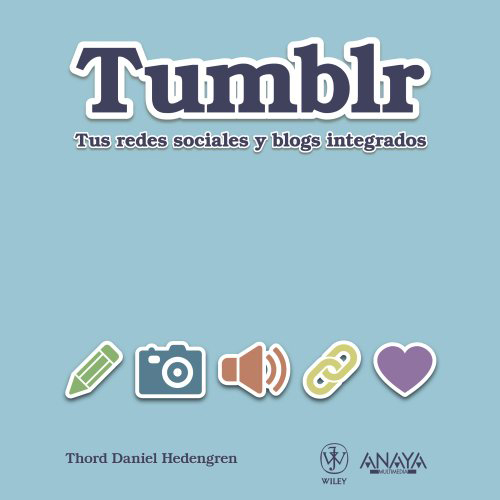 Tumblr
Tus redes sociales y blogs integrados
Thord Daniel Hedengren
WILEY
ANAYA
MULTIMEDIA